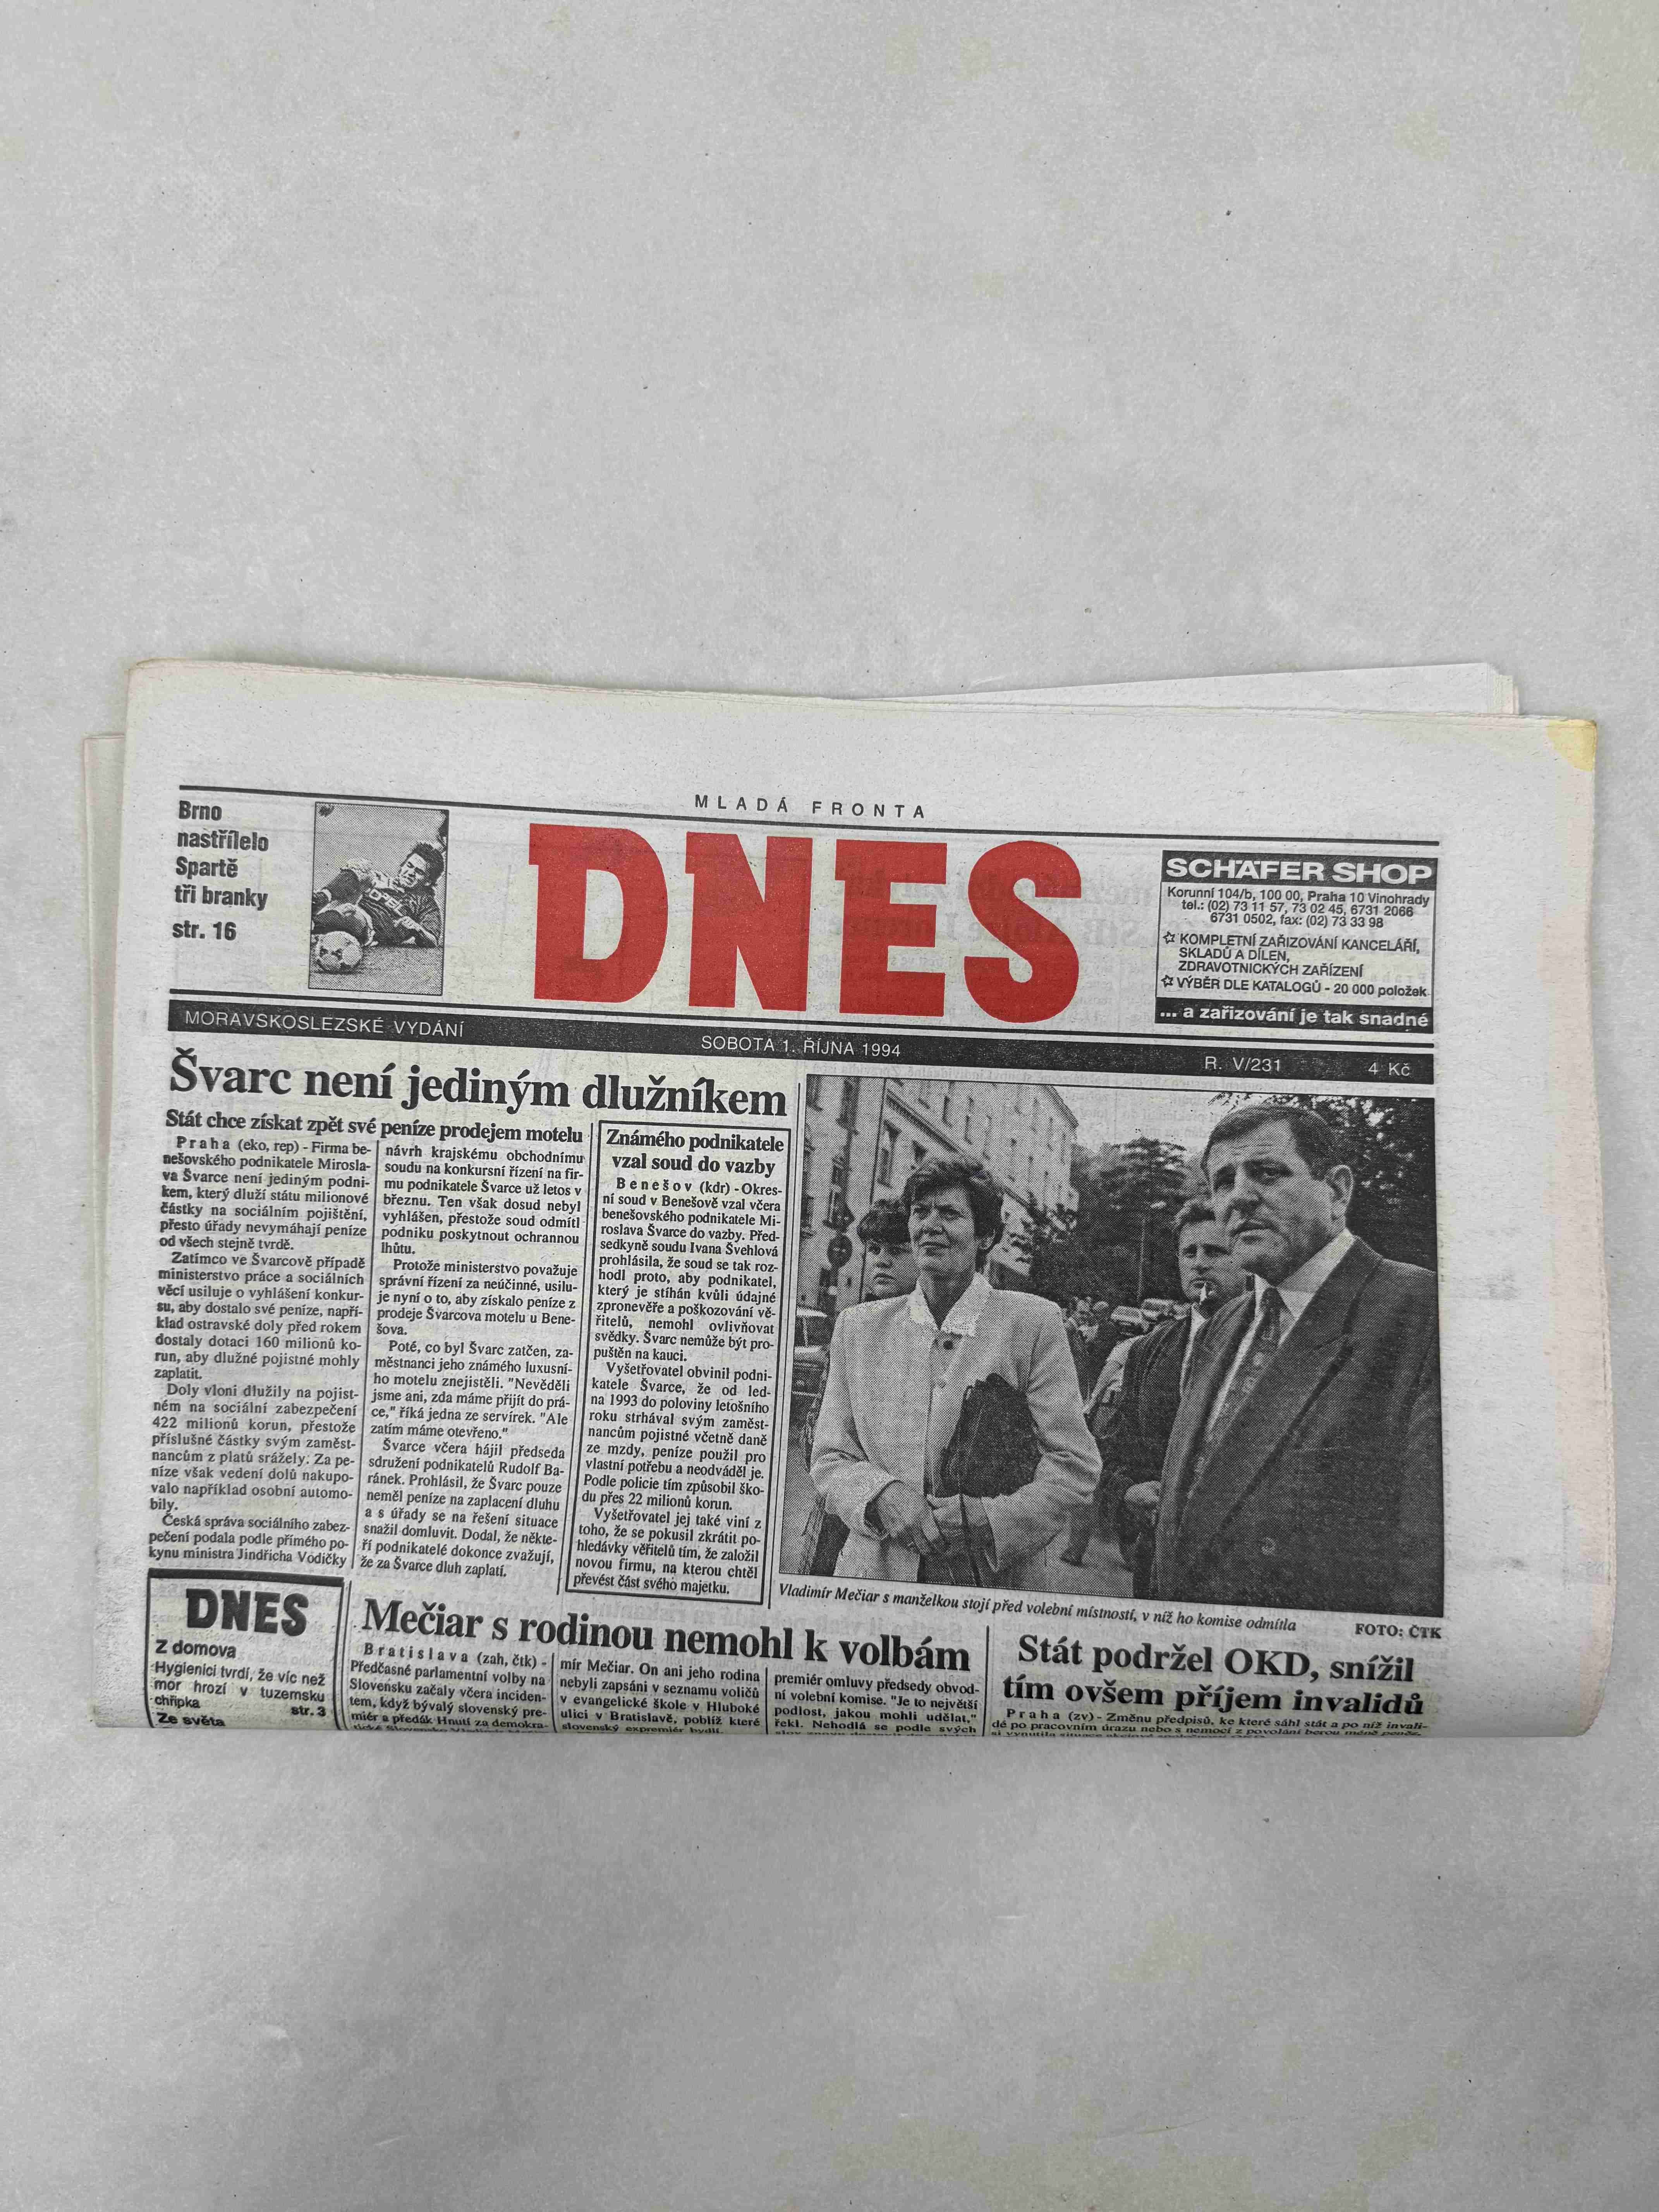 Brno
nastřílelo
Spartě
tři branky
str. 16
MLADÁ FRONTA
DNES
SCHÄFER SHOP
Korunní 104/b, 100 00, Praha 10 Vinohrady
tel.: (02) 73 11 57, 73 02 45, 6731 2066
6731 0502, fax: (02) 73 33 98
KOMPLETNÍ ZAŘIZOVÁNÍ KANCELÁŘÍ,
SKLADŮ A DÍLEN,
ZDRAVOTNICKÝCH ZAŘÍZENÍ
VÝBĚR DLE KATALOGŮ - 20 000 položek
... a zařizování je tak snadné
MORAVSKOSLEZSKÉ VYDÁNÍ
SOBOTA 1. ŘÍJNA 1994
R. V/231
4 Kč
Švarc není jediným dlužníkem
Stát chce získat zpět své peníze prodejem motelu
Praha (eko, rep) - Firma be-
nešovského podnikatele Mirosla-
va Švarce není jediným podni-
kem, který dluží státu milionové
částky na sociálním pojištění,
přesto úřady nevymáhají peníze
od všech stejně tvrdě.
Zatímco ve Švarcově případě
ministerstvo práce a sociálních
věcí usiluje o vyhlášení konkur-
su, aby dostalo své peníze, napří-
klad ostravské doly před rokem
dostaly dotaci 160 milionů ko-
run, aby dlužné pojistné mohly
zaplatit.
Doly vloni dlužily na pojist-
ném na sociální zabezpečení
422 milionů korun, přestože
příslušné částky svým zaměst-
nancům z platů srážely. Za pe-
níze však vedení dolů nakupo-
valo například osobní automo-
bily.
Česká správa sociálního zabez-
pečení podala podle přímého po-
kynu ministra Jindřicha Vodičky
návrh krajskému obchodnímu
soudu na konkursní řízení na fir-
mu podnikatele Švarce už letos v
březnu. Ten však dosud nebyl
vyhlášen, přestože soud odmítl
podniku poskytnout ochrannou
lhůtu.
Protože ministerstvo považuje
správní řízení za neúčinné, usilu-
je nyní o to, aby získalo peníze z
prodeje Švarcova motelu u Bene-
šova.
Poté, co byl Švarc zatčen, za-
městnanci jeho známého luxusní-
ho motelu znejistěli. "Nevěděli
jsme ani, zda máme přijít do prá-
ce," říká jedna ze servírek. "Ale
zatím máme otevřeno."
Švarce včera hájil předseda
sdružení podnikatelů Rudolf Ba-
ránek. Prohlásil, že Švarc pouze
neměl peníze na zaplacení dluhu
a s úřady se na řešení situace
snažil domluvit. Dodal, že někte-
ří podnikatelé dokonce zvažují,
že za Švarce dluh zaplatí.
Známého podnikatele
vzal soud do vazby
Benešov (kdr) - Okres-
ní soud v Benešově vzal včera
benešovského podnikatele Mi-
roslava Švarce do vazby. Před-
sedkyně soudu Ivana Švehlová
prohlásila, že soud se tak roz-
hodl proto, aby podnikatel,
který je stíhán kvůli údajné
zpronevěře a poškozování vě-
řitelů, nemohl ovlivňovat
svědky. Švarc nemůže být pro-
puštěn na kauci.
Vyšetřovatel obvinil podni-
katele Švarce, že od led-
na 1993 do poloviny letošního
roku strhával svým zaměst-
nancům pojistné včetně daně
ze mzdy, peníze použil pro
vlastní potřebu a neodváděl je.
Podle policie tím způsobil ško-
du přes 22 milionů korun.
Vyšetřovatel jej také viní z
toho, že se pokusil zkrátit po-
hledávky věřitelů tím, že založil
novou firmu, na kterou chtěl
převést část svého majetku.
Vladimír Mečiar s manželkou stojí před volební místností, v níž ho komise odmítla
FOTO: ČTK
DNES
Z domova
Hygienici tvrdí, že víc než
mor hrozí v tuzemsku
chřipka
str. 3
Ze světa
Mečiar s rodinou nemohl k volbám
Bratislava (zah, čtk) -
Předčasné parlamentní volby na
Slovensku začaly včera inciden-
tem, když bývalý slovenský pre-
miér a předák Hnutí za demokra-
mír Mečiar. On ani jeho rodina
nebyli zapsáni v seznamu voličů
v evangelické škole v Hluboké
ulici v Bratislavě, poblíž které
slovenský expremiér bydlí.
premiér omluvy předsedy obvod-
ní volební komise. "Je to největší
podlost, jakou mohli udělat,"
řekl. Nehodlá se podle svých
Stát podržel OKD, snížil
tím ovšem příjem invalidů
Praha (zv) - Změnu předpisů, ke které sáhl stát a po níž invali-
dé po pracovním úrazu nebo s nemocí z povolání berou méně peněz,